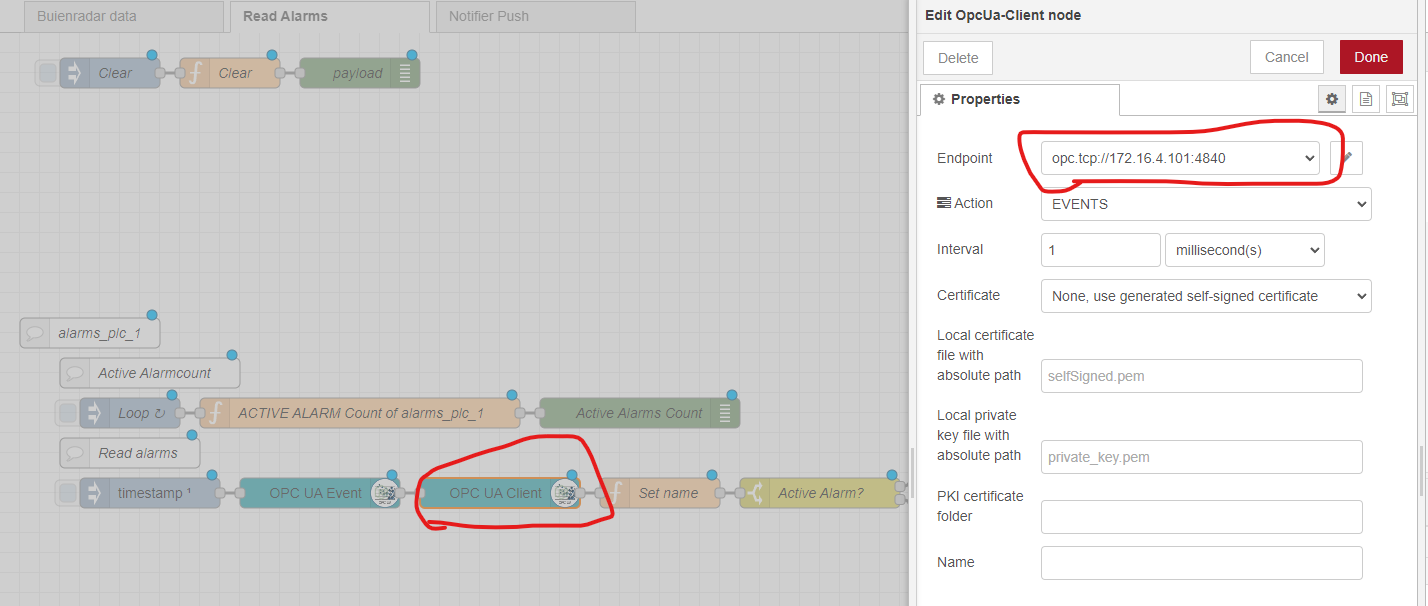 Buienradar data
Read Alarms
Notifier Push
Clear
Clear
payload
alarms_plc_1
Active Alarmcount
Loop ↻
ACTIVE ALARM Count of alarms_plc_1
Active Alarms Count
Read alarms
timestamp ¹
OPC UA Event
OPC UA Client
Set name
Active Alarm?
Edit OpcUa-Client node
Delete
Cancel
Done
Properties
Endpoint
opc.tcp://172.16.4.101:4840
Action
EVENTS
Interval
1
millisecond(s)
Certificate
None, use generated self-signed certificate
Local certificate
file with
absolute path
selfSigned.pem
Local private
key file with
absolute path
private_key.pem
PKI certificate
folder
Name